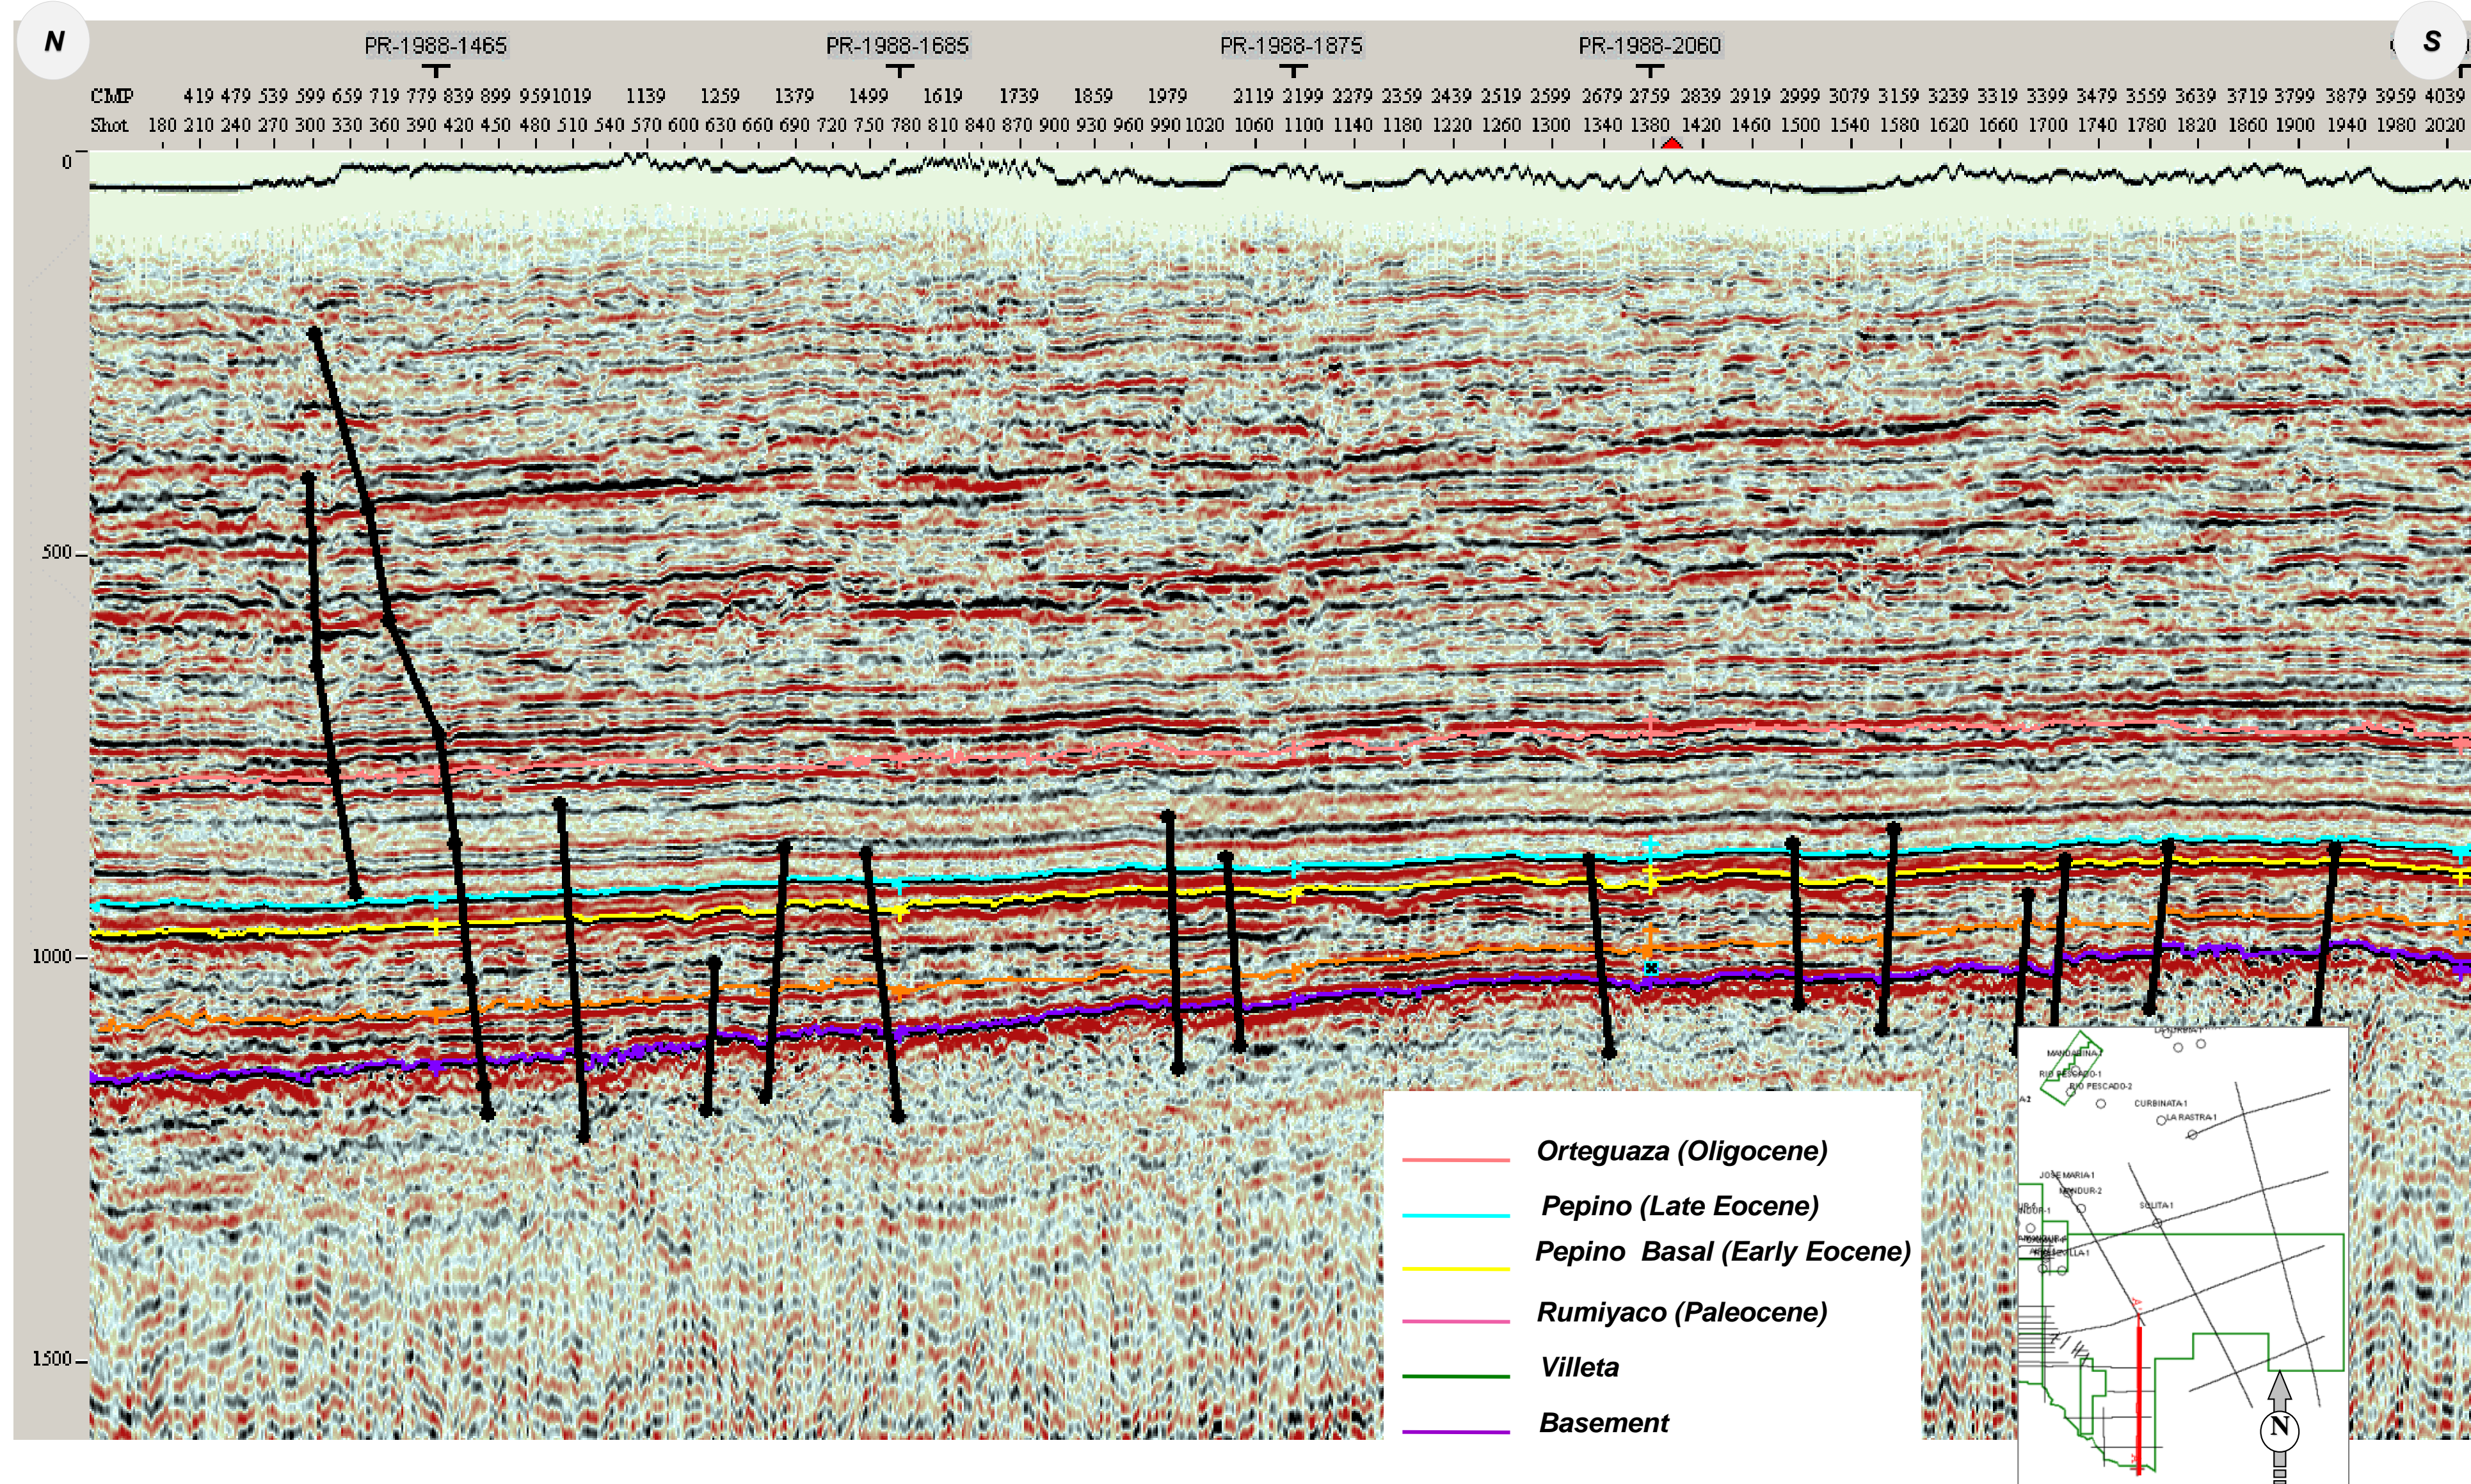 N
S
PR-1988-1465 PR-1988-1685 PR-1988-1875 PR-1988-2060
CMP 419 479 539 599 659 719 779 839 899 959 1019 1139 1259 1379 1499 1619 1739 1859 1979 2119 2199 2279 2359 2439 2519 2599 2679 2759 2839 2919 2999 3079 3159 3239 3319 3399 3479 3559 3639 3719 3799 3879 3959 4039
Shot 180 210 240 270 300 330 360 390 420 450 480 510 540 570 600 630 660 690 720 750 780 810 840 870 900 930 960 990 1020 1060 1100 1140 1180 1220 1260 1300 1340 1380 1420 1460 1500 1540 1580 1620 1660 1700 1740 1780 1820 1860 1900 1940 1980 2020
0
500
1000
1500
Orteguaza (Oligocene)
Pepino (Late Eocene)
Pepino Basal (Early Eocene)
Rumiyaco (Paleocene)
Villeta
Basement
MANDARINA-1
RIO PESCADO-1
RIO PESCADO-2
A-2
CURBINATA-1
LA RASTRA-1
JOSE MARIA-1
MANDUR-2
SOLITA-1
N